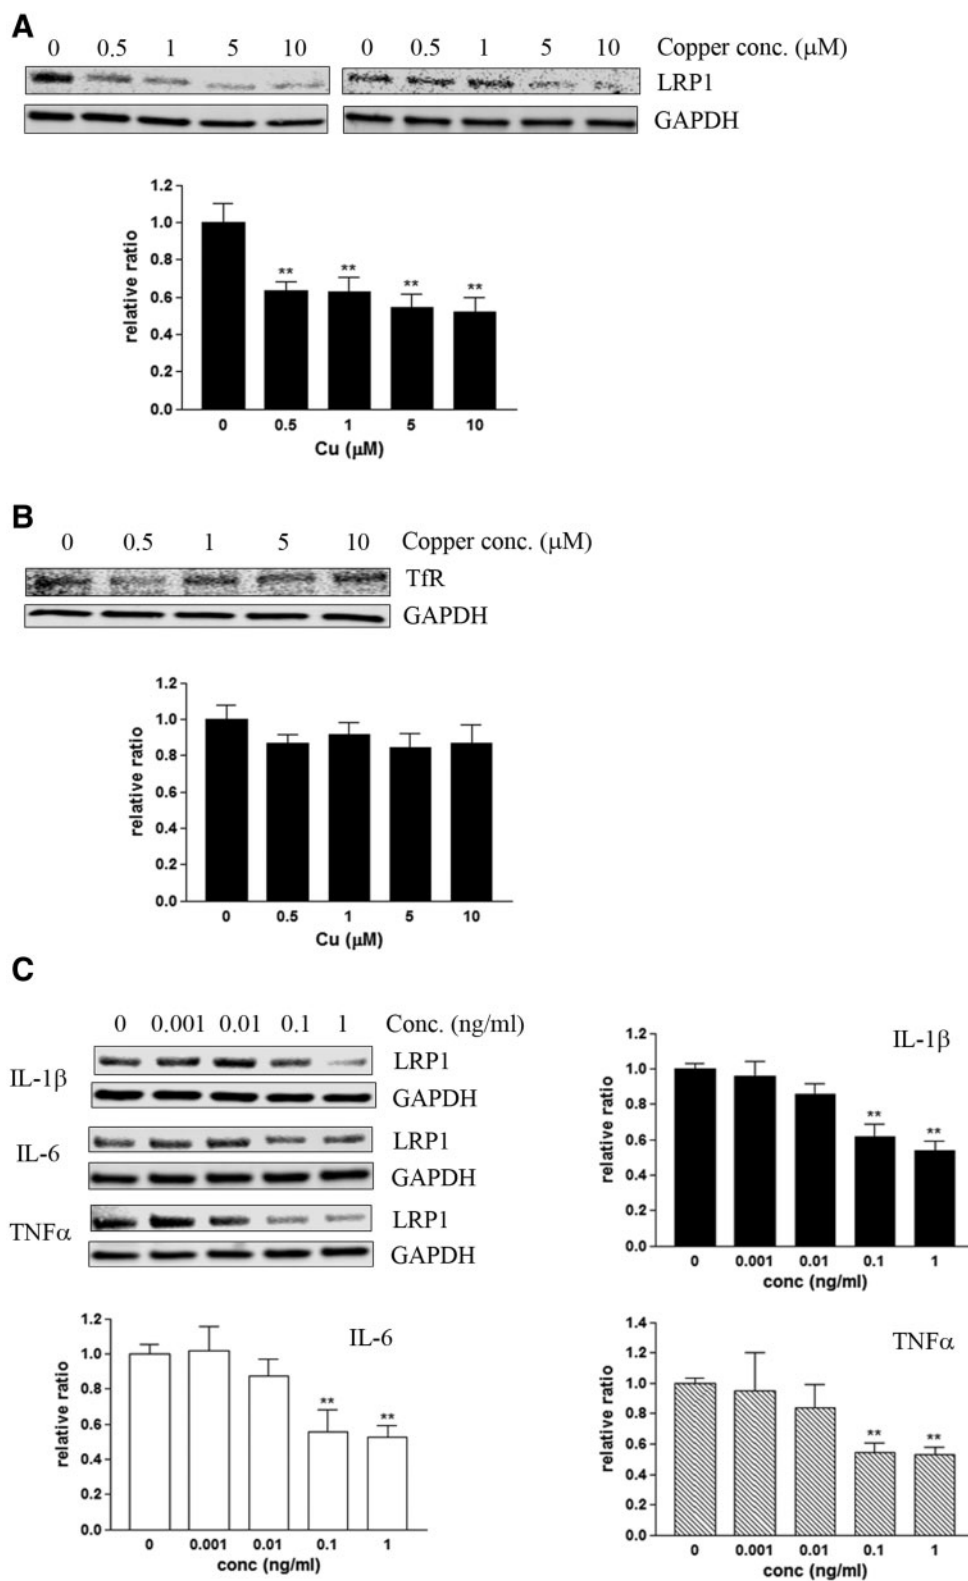 A
0 0.5 1 5 10 0 0.5 1 5 10 Copper conc. (μM)
LRP1
GAPDH
1.2
1.0
0.8
0.6
0.4
0.2
0.0
relative ratio
** ** ** **
0 0.5 1 5 10
Cu (μM)
B
0 0.5 1 5 10 Copper conc. (μM)
TfR
GAPDH
1.2
1.0
0.8
0.6
0.4
0.2
0.0
relative ratio
0 0.5 1 5 10
Cu (μM)
C
0 0.001 0.01 0.1 1 Conc. (ng/ml)
IL-1β
LRP1
GAPDH
IL-6
LRP1
GAPDH
TNFα
LRP1
GAPDH
IL-1β
1.2
1.0
0.8
0.6
0.4
0.2
0.0
relative ratio
** **
0 0.001 0.01 0.1 1
conc (ng/ml)
IL-6
1.2
1.0
0.8
0.6
0.4
0.2
0.0
relative ratio
** **
0 0.001 0.01 0.1 1
conc (ng/ml)
TNFα
1.4
1.2
1.0
0.8
0.6
0.4
0.2
0.0
relative ratio
** **
0 0.001 0.01 0.1 1
conc (ng/ml)